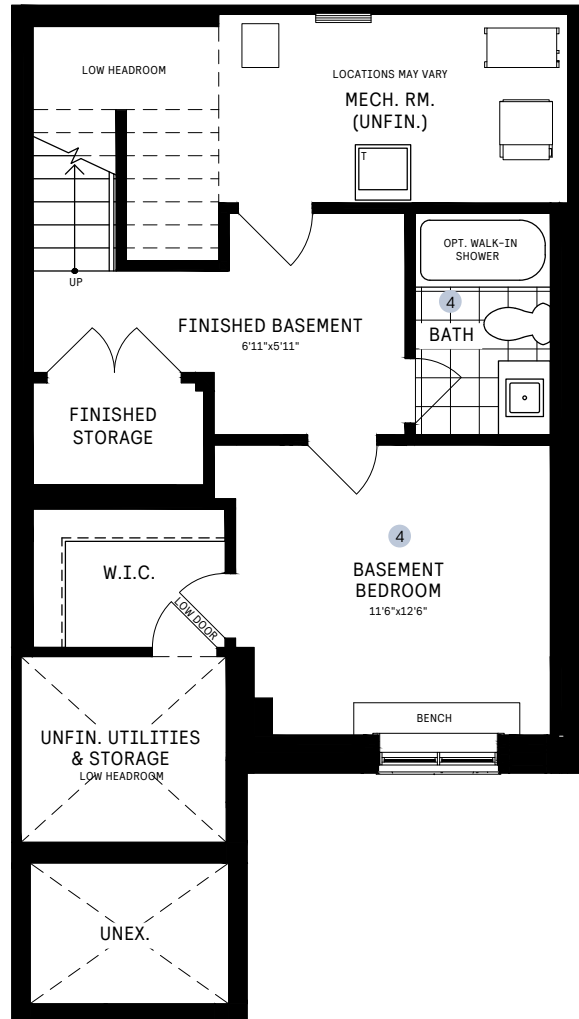 LOW HEADROOM
LOCATIONS MAY VARY
MECH. RM.
(UNFIN.)
T
UP
OPT. WALK-IN
SHOWER
4
BATH
FINISHED BASEMENT
6'11"x5'11"
FINISHED
STORAGE
4
BASEMENT
BEDROOM
11'6"x12'6"
W.I.C.
LOW DOOR
BENCH
UNFIN. UTILITIES
& STORAGE
LOW HEADROOM
UNEX.